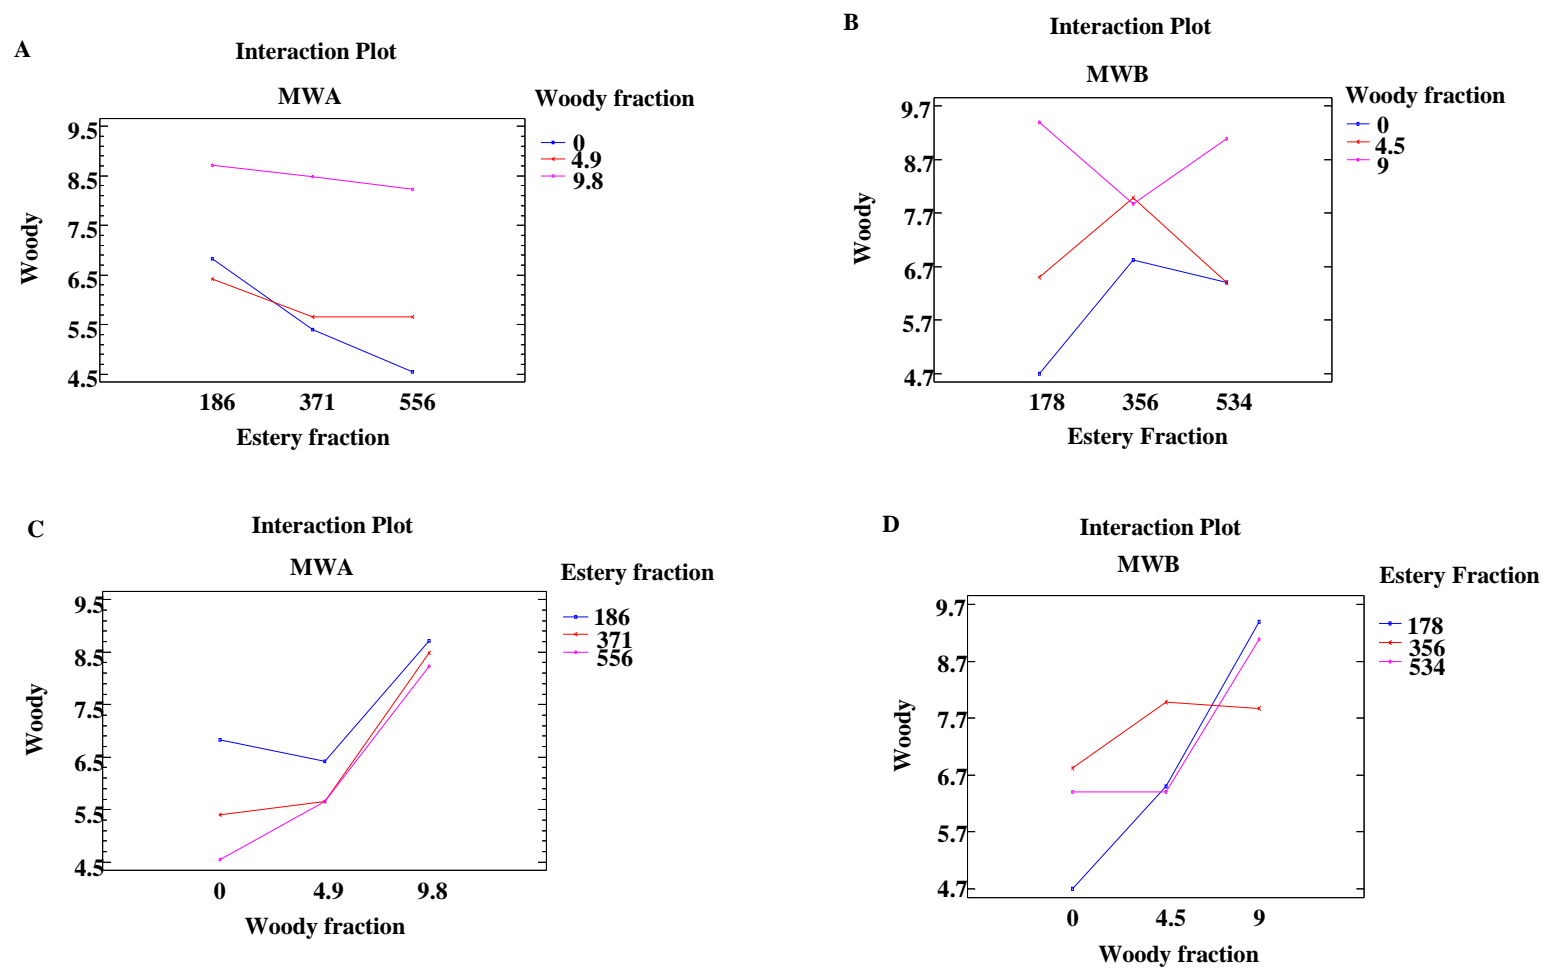 A
Interaction Plot
MWA
Woody fraction
0
4.9
9.8
9.5
8.5
7.5
6.5
5.5
4.5
Woody
186 371 556
Estery fraction
B
Interaction Plot
MWB
Woody fraction
0
4.5
9
9.7
8.7
7.7
6.7
5.7
4.7
Woody
178 356 534
Estery Fraction
C
Interaction Plot
MWA
Estery fraction
186
371
556
9.5
8.5
7.5
6.5
5.5
4.5
Woody
0 4.9 9.8
Woody fraction
D
Interaction Plot
MWB
Estery Fraction
178
356
534
9.7
8.7
7.7
6.7
5.7
4.7
Woody
0 4.5 9
Woody fraction